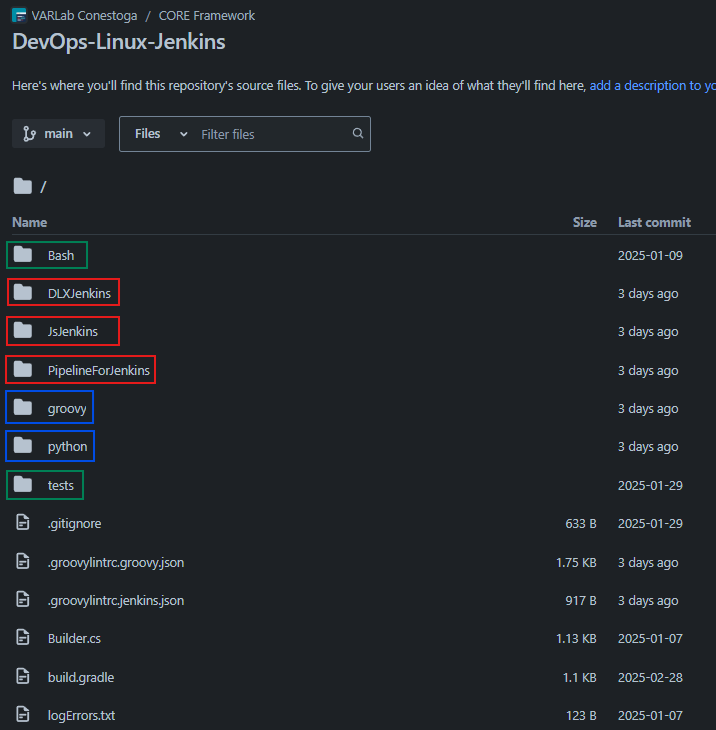 VARLab Conestoga / CORE Framework
DevOps-Linux-Jenkins
Here's where you'll find this repository's source files. To give your users an idea of what they'll find here, add a description to yo
main Files Filter files
/
Name Size Last commit
Bash 2025-01-09
DLXJenkins 3 days ago
JsJenkins 3 days ago
PipelineForJenkins 3 days ago
groovy 3 days ago
python 3 days ago
tests 2025-01-29
.gitignore 633 B 2025-01-29
.groovylintrc.groovy.json 1.75 KB 3 days ago
.groovylintrc.jenkins.json 917 B 3 days ago
Builder.cs 1.13 KB 2025-01-07
build.gradle 1.1 KB 2025-02-28
logErrors.txt 123 B 2025-01-07